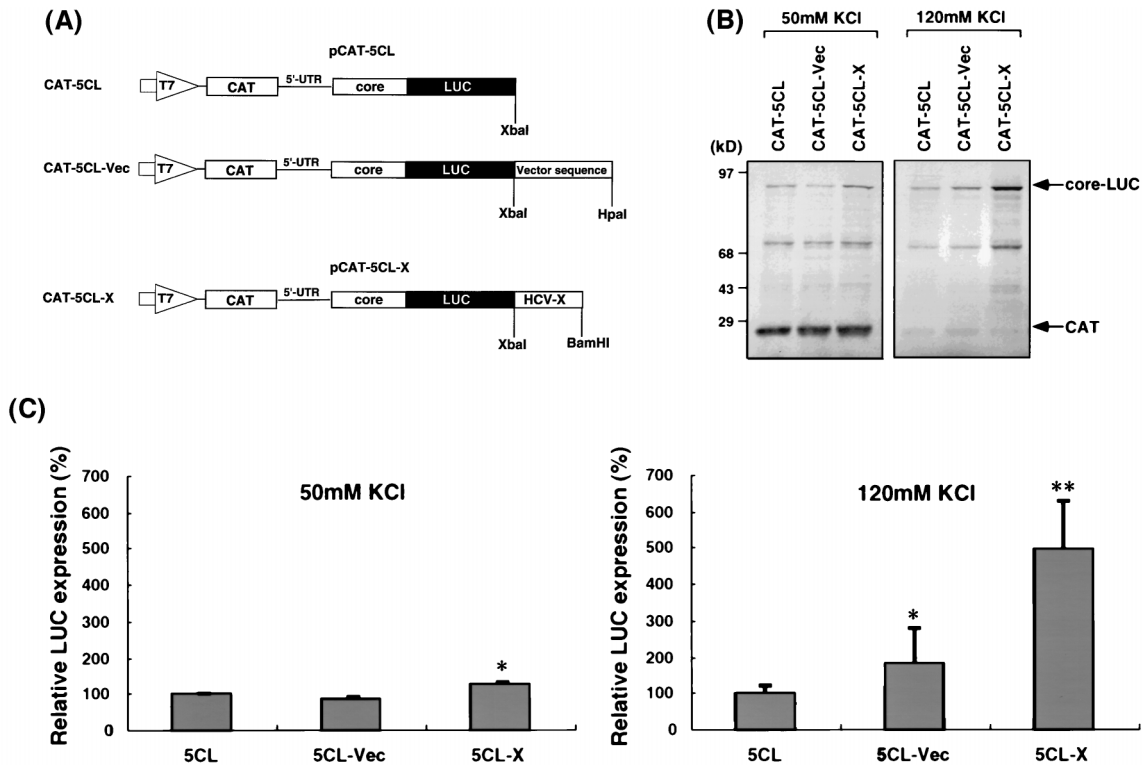 (A)
pCAT-5CL
CAT-5CL
T7
CAT
5'-UTR
core
LUC
XbaI
CAT-5CL-Vec
T7
CAT
5'-UTR
core
LUC
Vector sequence
XbaI
HpaI
pCAT-5CL-X
CAT-5CL-X
T7
CAT
5'-UTR
core
LUC
HCV-X
XbaI
BamHI
(B)
50mM KCl
120mM KCl
CAT-5CL
CAT-5CL-Vec
CAT-5CL-X
CAT-5CL
CAT-5CL-Vec
CAT-5CL-X
(kD)
97
68
43
29
core-LUC
CAT
(C)
Relative LUC expression (%)
700
600
500
400
300
200
100
0
50mM KCl
*
5CL
5CL-Vec
5CL-X
Relative LUC expression (%)
700
600
500
400
300
200
100
0
120mM KCl
*
**
5CL
5CL-Vec
5CL-X